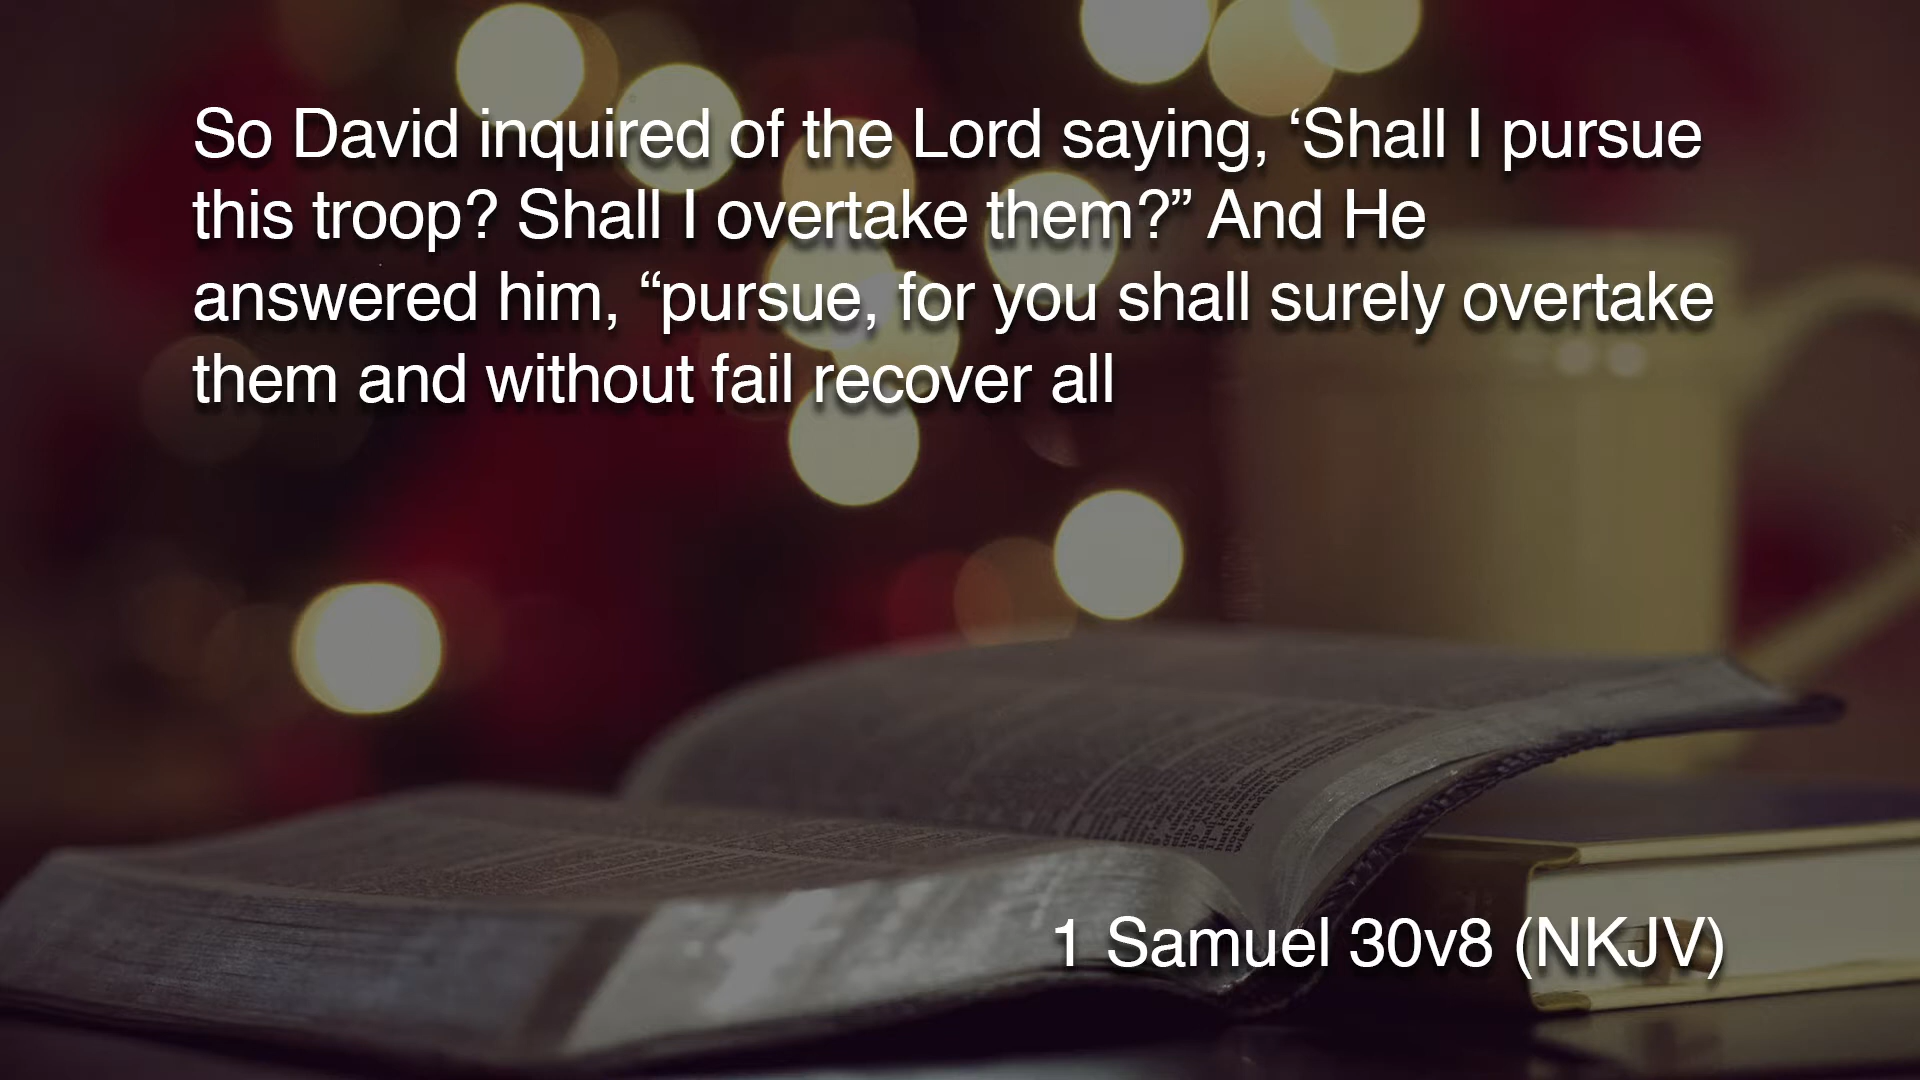 So David inquired of the Lord saying, ‘Shall I pursue
this troop? Shall I overtake them?” And He
answered him, “pursue, for you shall surely overtake
them and without fail recover all
1 Samuel 30v8 (NKJV)